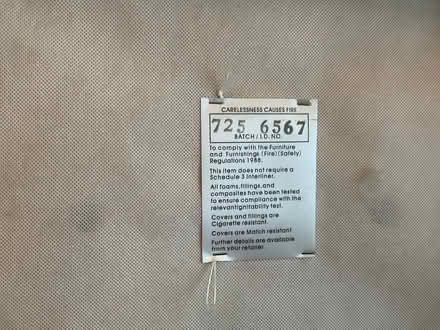 CARELESSNESS CAUSES FIRE
725 6567
BATCH / I.D. NO.
To comply with the Furniture
and Furnishings (Fire) (Safety)
Regulations 1988.
This item does not require a
Schedule 3 Interliner.
All foams, fillings, and
composites have been tested
to ensure compliance with the
relevant ignitability test.
Covers and fillings are
Cigarette resistant.
Covers are Match resistant
Further details are available
from your retailer.